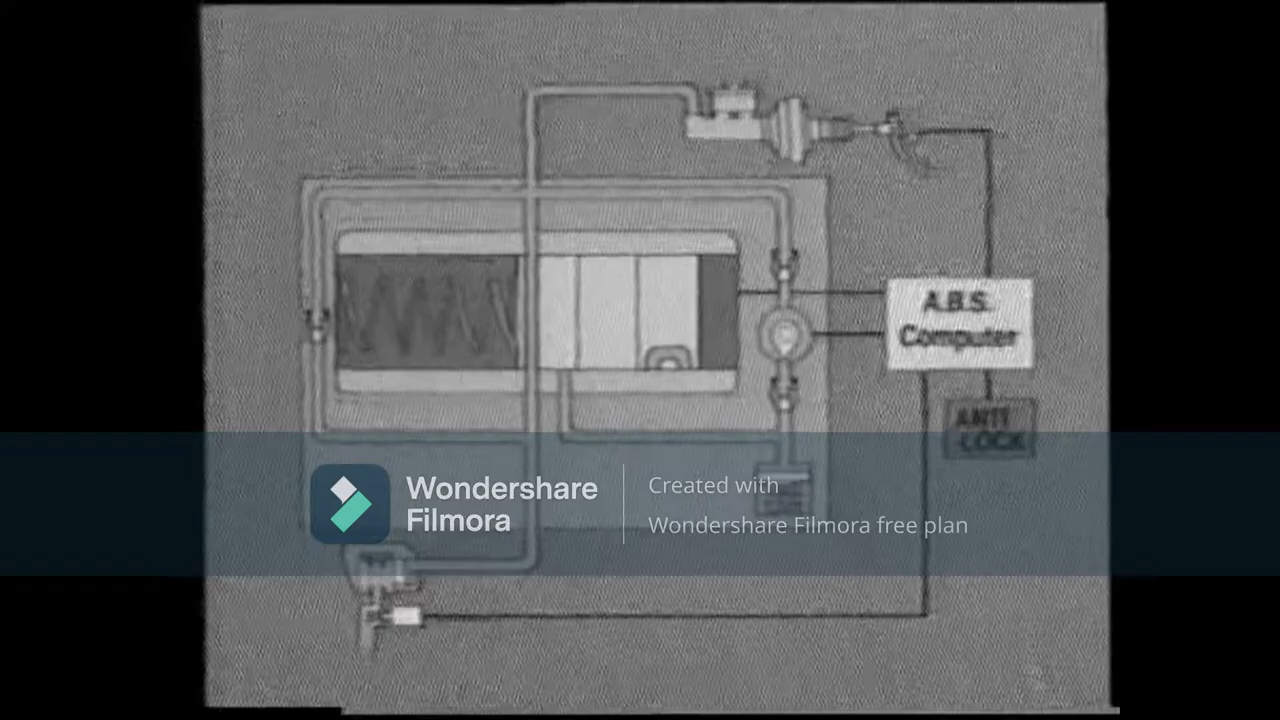 A.B.S.
Computer
ANTI
LOCK
Wondershare
Filmora
Created with
Wondershare Filmora free plan